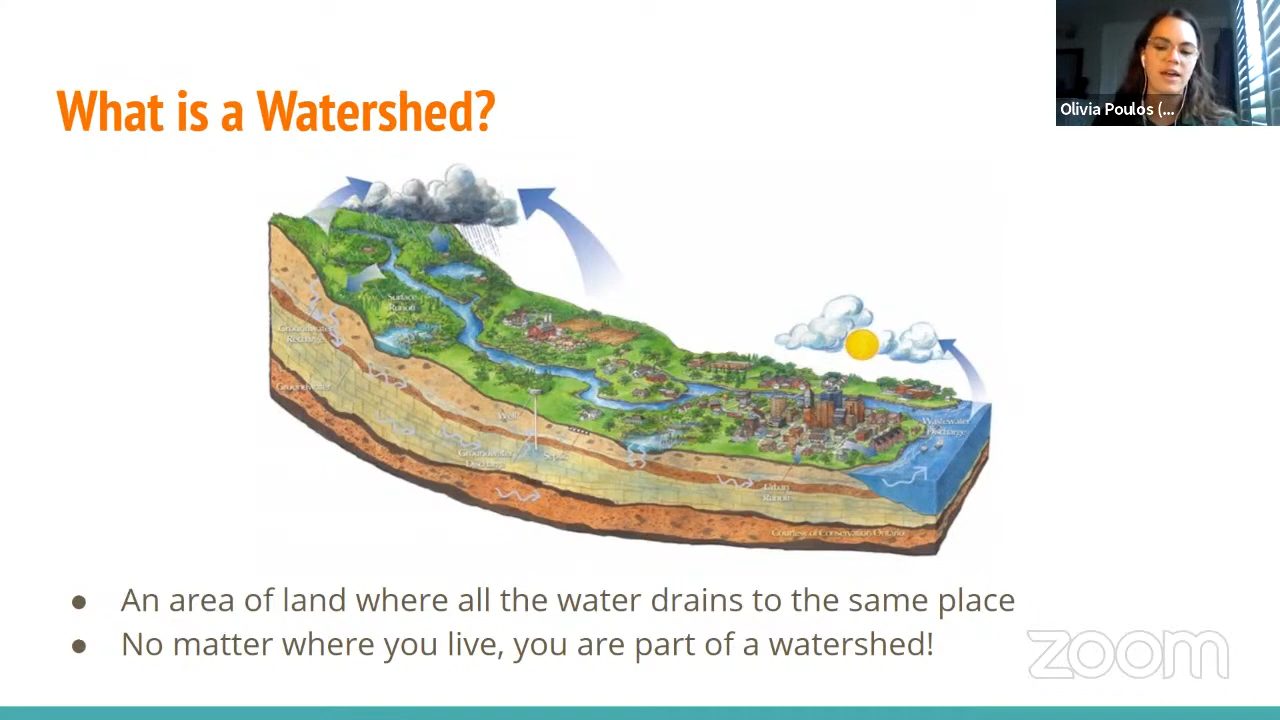 What is a Watershed?
Olivia Poulos (...
Surface
Runoff
Groundwater
Recharge
Groundwater
Well
Groundwater
Discharge
Septic
Urban
Runoff
Wastewater
Discharge
Courtesy of Conservation Ontario
● An area of land where all the water drains to the same place
● No matter where you live, you are part of a watershed!
zoom